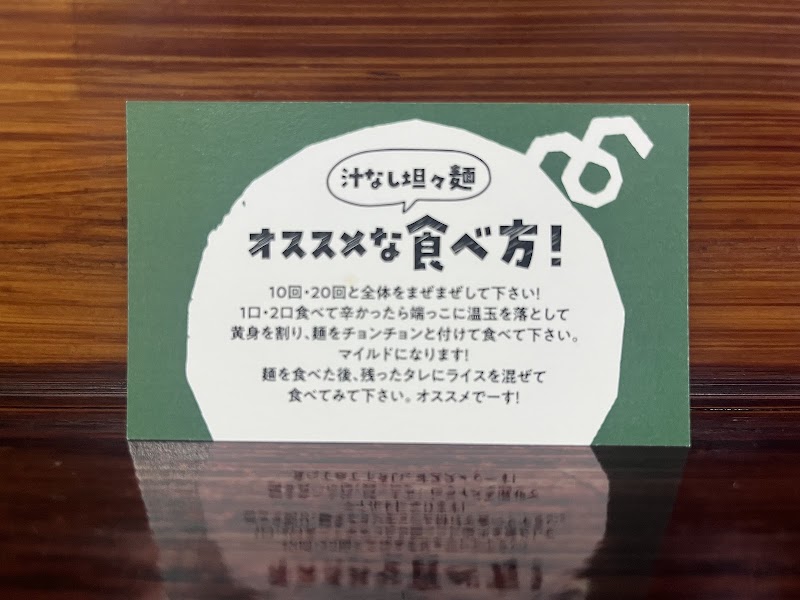 汁なし坦々麺
オススメな食べ方!
10回・20回と全体をまぜまぜして下さい!
1口・2口食べて辛かったら端っこに温玉を落として
黄身を割り、麺をチョンチョンと付けて食べて下さい。
マイルドになります!
麺を食べた後、残ったタレにライスを混ぜて
食べてみて下さい。オススメでーす!